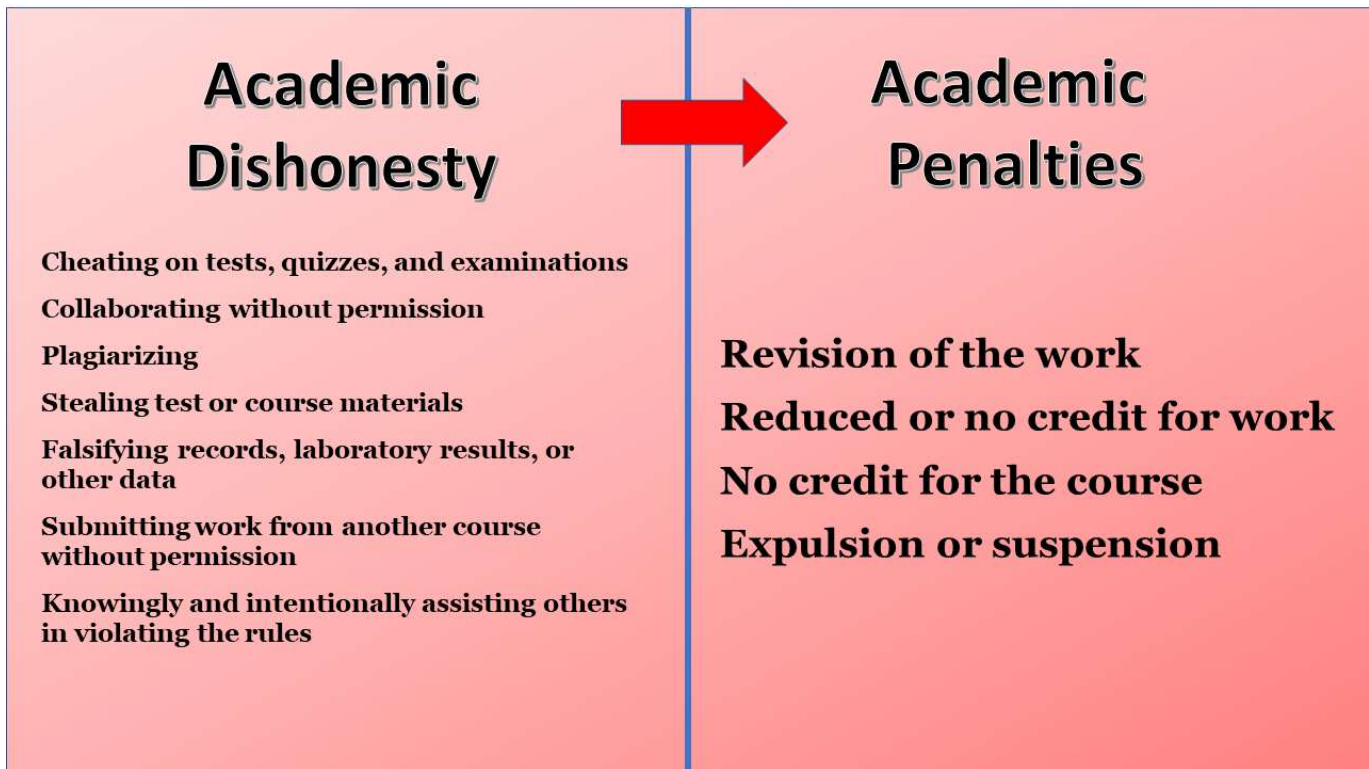 Academic
Dishonesty
Cheating on tests, quizzes, and examinations
Collaborating without permission
Plagiarizing
Stealing test or course materials
Falsifying records, laboratory results, or
other data
Submitting work from another course
without permission
Knowingly and intentionally assisting others
in violating the rules
Academic
Penalties
Revision of the work
Reduced or no credit for work
No credit for the course
Expulsion or suspension